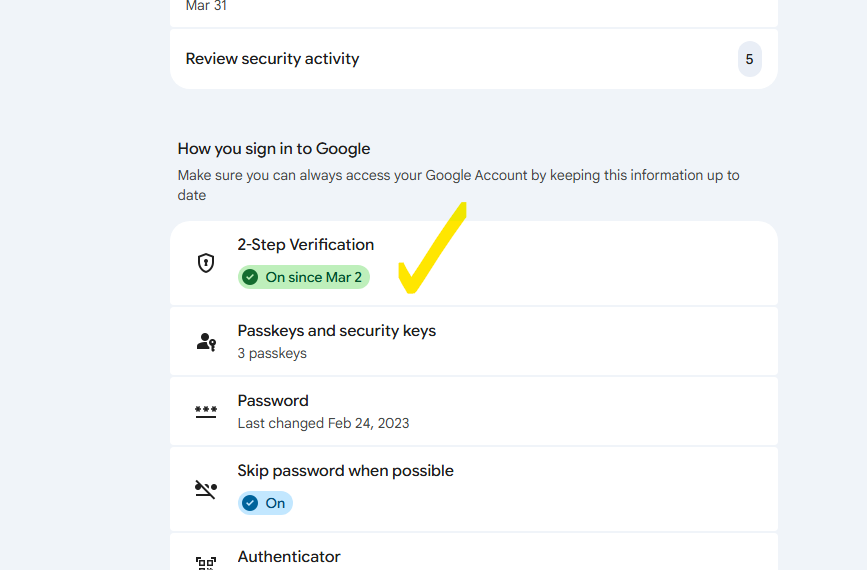 Mar 31
Review security activity
5
How you sign in to Google
Make sure you can always access your Google Account by keeping this information up to
date
2-Step Verification
On since Mar 2
Passkeys and security keys
3 passkeys
Password
Last changed Feb 24, 2023
Skip password when possible
On
Authenticator